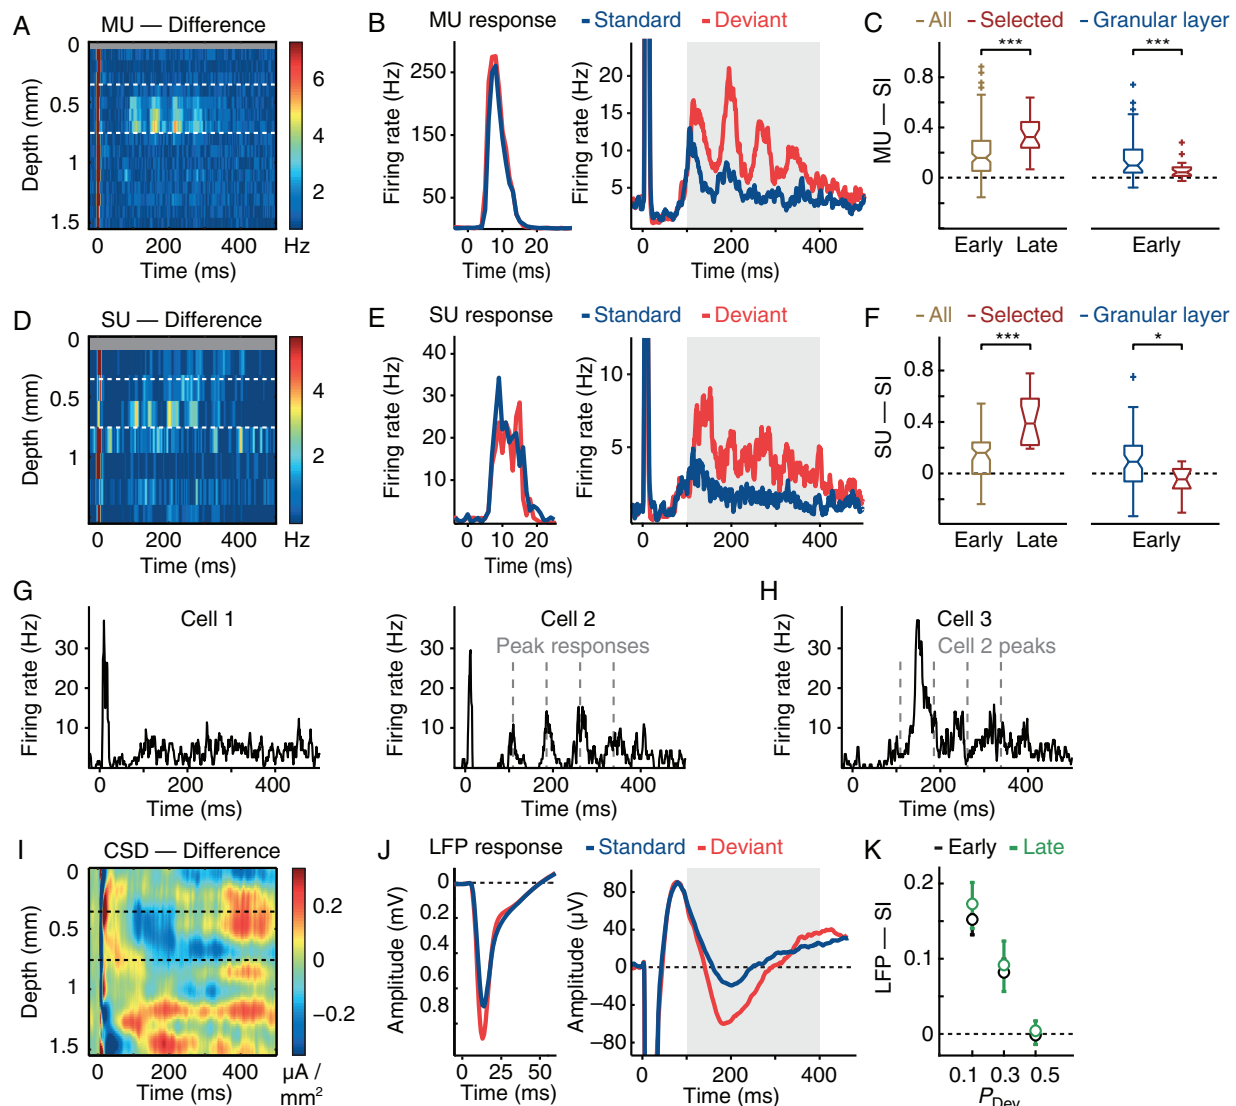 A
MU — Difference
0
0.5
1
1.5
Depth (mm)
0 200 400
Time (ms)
6
4
2
Hz
B
MU response
Standard
Deviant
250
150
50
Firing rate (Hz)
0 10 20
Time (ms)
20
15
10
5
Firing rate (Hz)
0 200 400
Time (ms)
C
All
Selected
Granular layer
***
***
0.8
0.4
0
MU — SI
Early Late
Early
D
SU — Difference
0
0.5
1
Depth (mm)
0 200 400
Time (ms)
4
2
Hz
E
SU response
Standard
Deviant
40
30
20
10
Firing rate (Hz)
0 10 20
Time (ms)
10
5
Firing rate (Hz)
0 200 400
Time (ms)
F
All
Selected
Granular layer
***
*
0.8
0.4
0
SU — SI
Early Late
Early
G
Cell 1
30
20
10
Firing rate (Hz)
0 200 400
Time (ms)
Cell 2
Peak responses
30
20
10
Firing rate (Hz)
0 200 400
Time (ms)
H
Cell 3
Cell 2 peaks
30
20
10
Firing rate (Hz)
0 200 400
Time (ms)
I
CSD — Difference
0
0.5
1
1.5
Depth (mm)
0 200 400
Time (ms)
0.2
0
−0.2
µA /
mm²
J
LFP response
Standard
Deviant
0
0.2
0.4
0.6
0.8
Amplitude (mV)
0 25 50
Time (ms)
80
40
0
−40
−80
Amplitude (µV)
0 200 400
Time (ms)
K
Early
Late
0.2
0.1
0
LFP — SI
0.1 0.3 0.5
P Dev